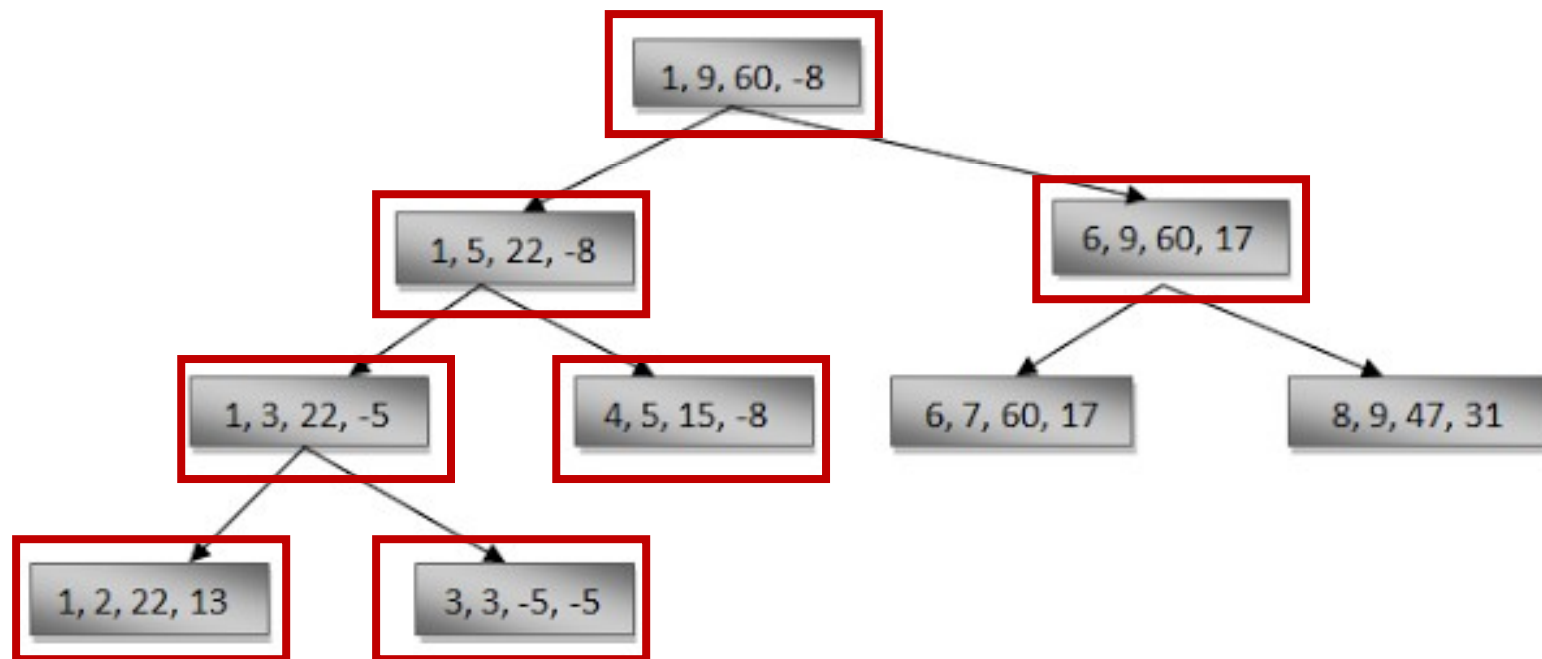 1, 9, 60, -8
1, 5, 22, -8
6, 9, 60, 17
1, 3, 22, -5
4, 5, 15, -8
6, 7, 60, 17
8, 9, 47, 31
1, 2, 22, 13
3, 3, -5, -5